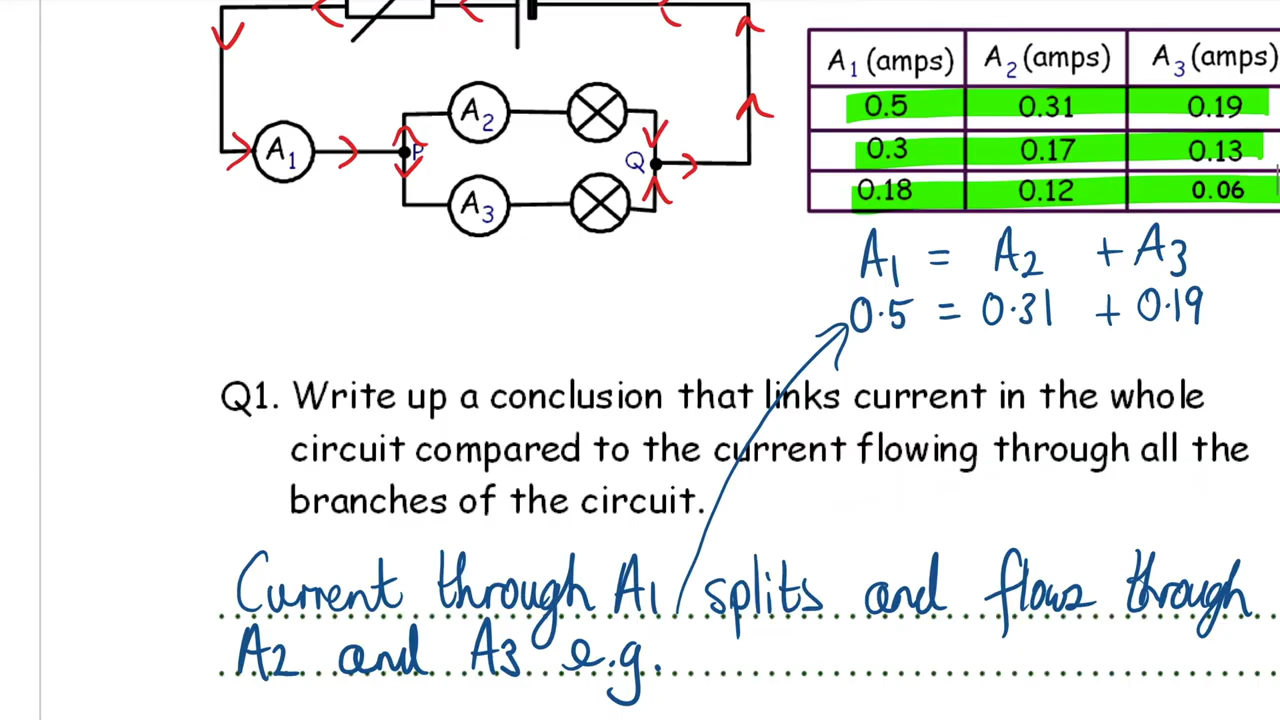 A1 (amps) A2 (amps) A3 (amps)
0.5 0.31 0.19
0.3 0.17 0.13
0.18 0.12 0.06
A2
A1
P
Q
A3
A1 = A2 + A3
0.5 = 0.31 + 0.19
Q1. Write up a conclusion that links current in the whole
circuit compared to the current flowing through all the
branches of the circuit.
Current through A1 splits and flows through
A2 and A3 e.g.